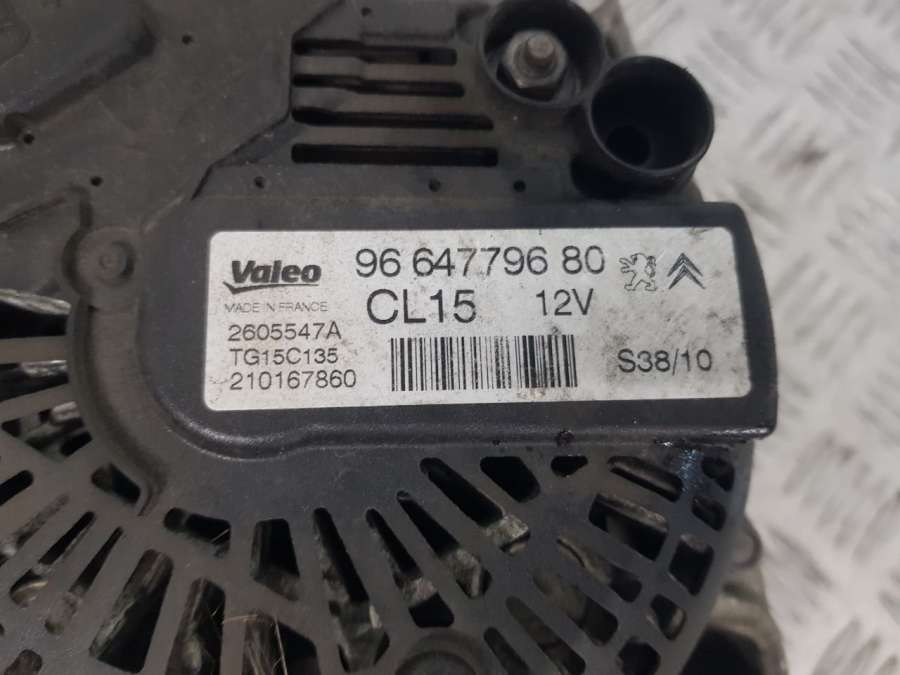 Valeo
MADE IN FRANCE
2605547A
TG15C135
210167860
96 647796 80
CL15 12V
S38/10